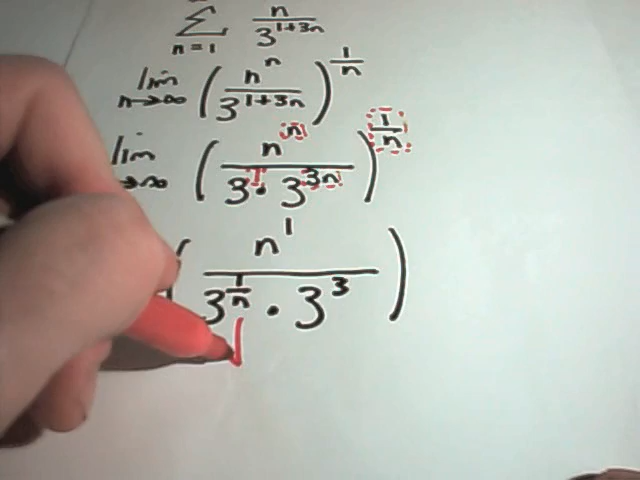 ∑ n=1 n / 3^(1+3n)
lim n→∞ ( n^n / 3^(1+3n) )^(1/n)
lim →∞ ( n^n / 3^1 · 3^(3n) )^(1/n)
( n^1 / 3^(1/n) · 3^3 )